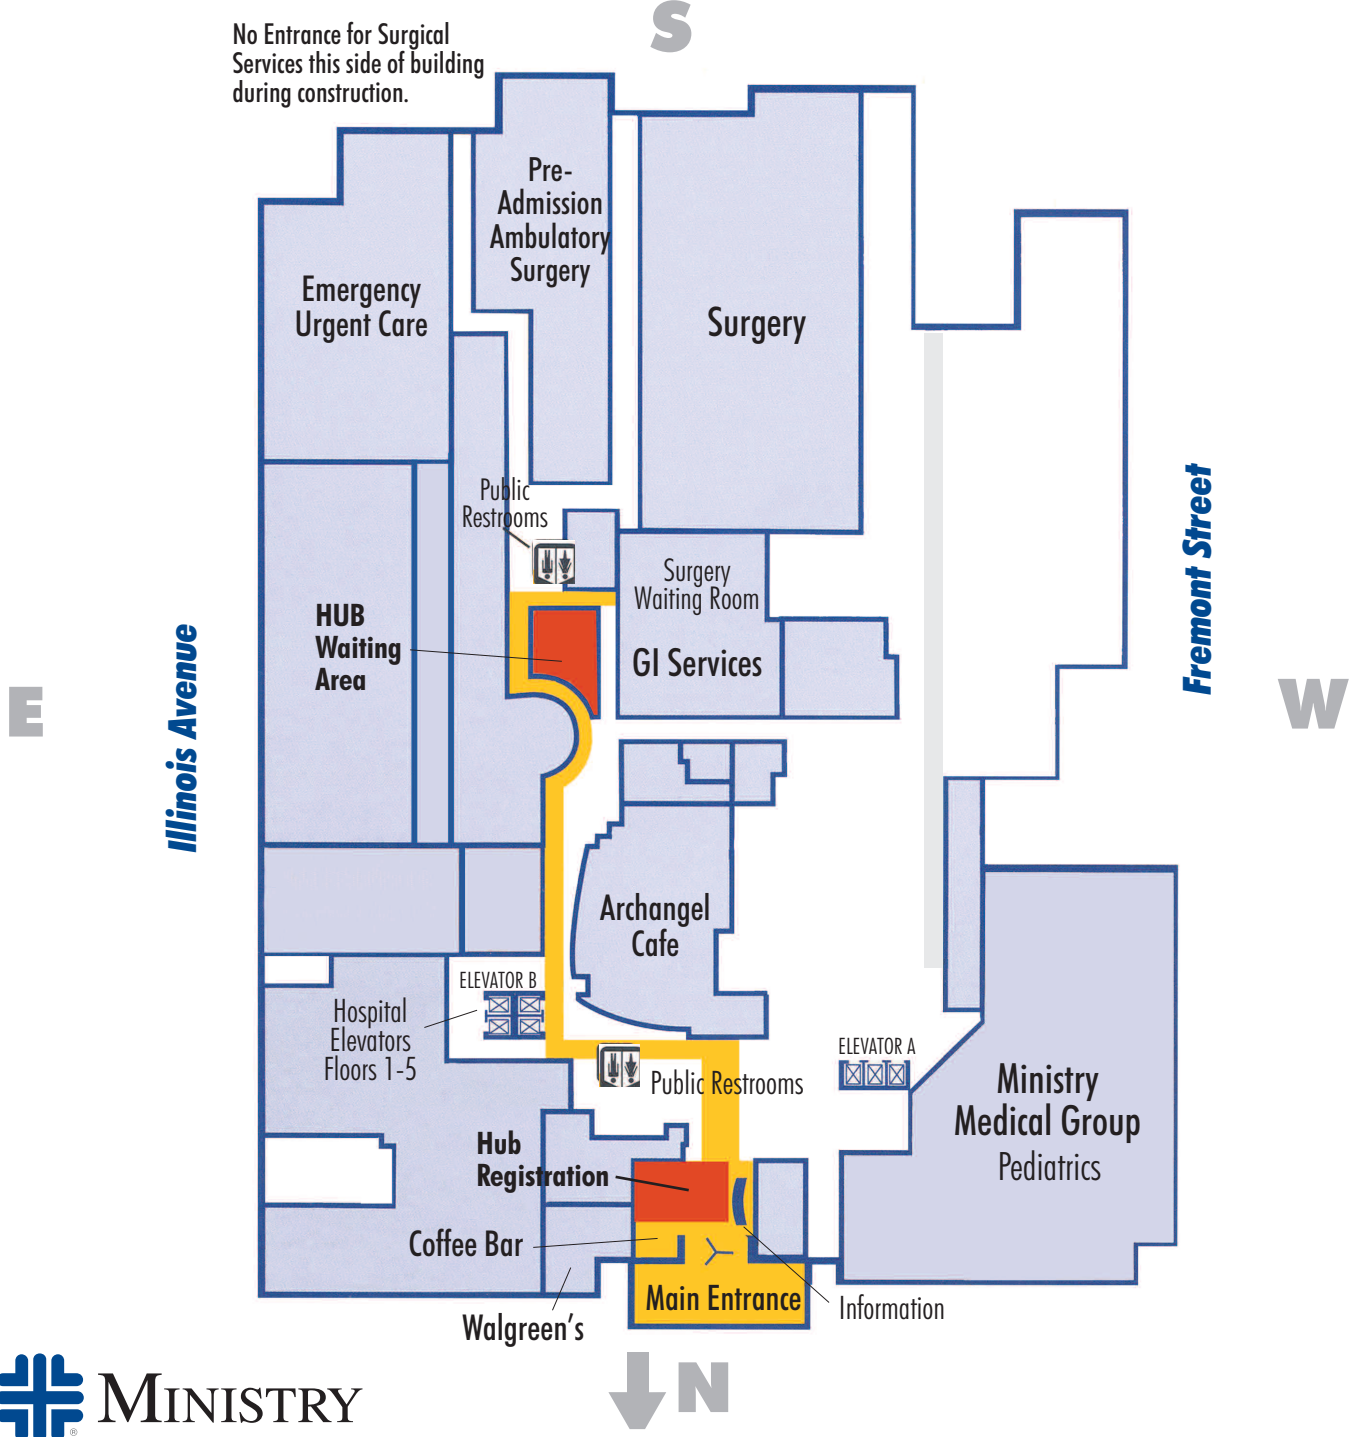 S
No Entrance for Surgical
Services this side of building
during construction.
Pre-
Admission
Ambulatory
Surgery
Emergency
Urgent Care
Surgery
Public
Restrooms
Surgery
Waiting Room
GI Services
HUB
Waiting
Area
Illinois Avenue
Fremont Street
E
W
Archangel
Cafe
ELEVATOR B
Hospital
Elevators
Floors 1-5
ELEVATOR A
Public Restrooms
Ministry
Medical Group
Pediatrics
Hub
Registration
Coffee Bar
Main Entrance
Information
Walgreen's
N
MINISTRY
®